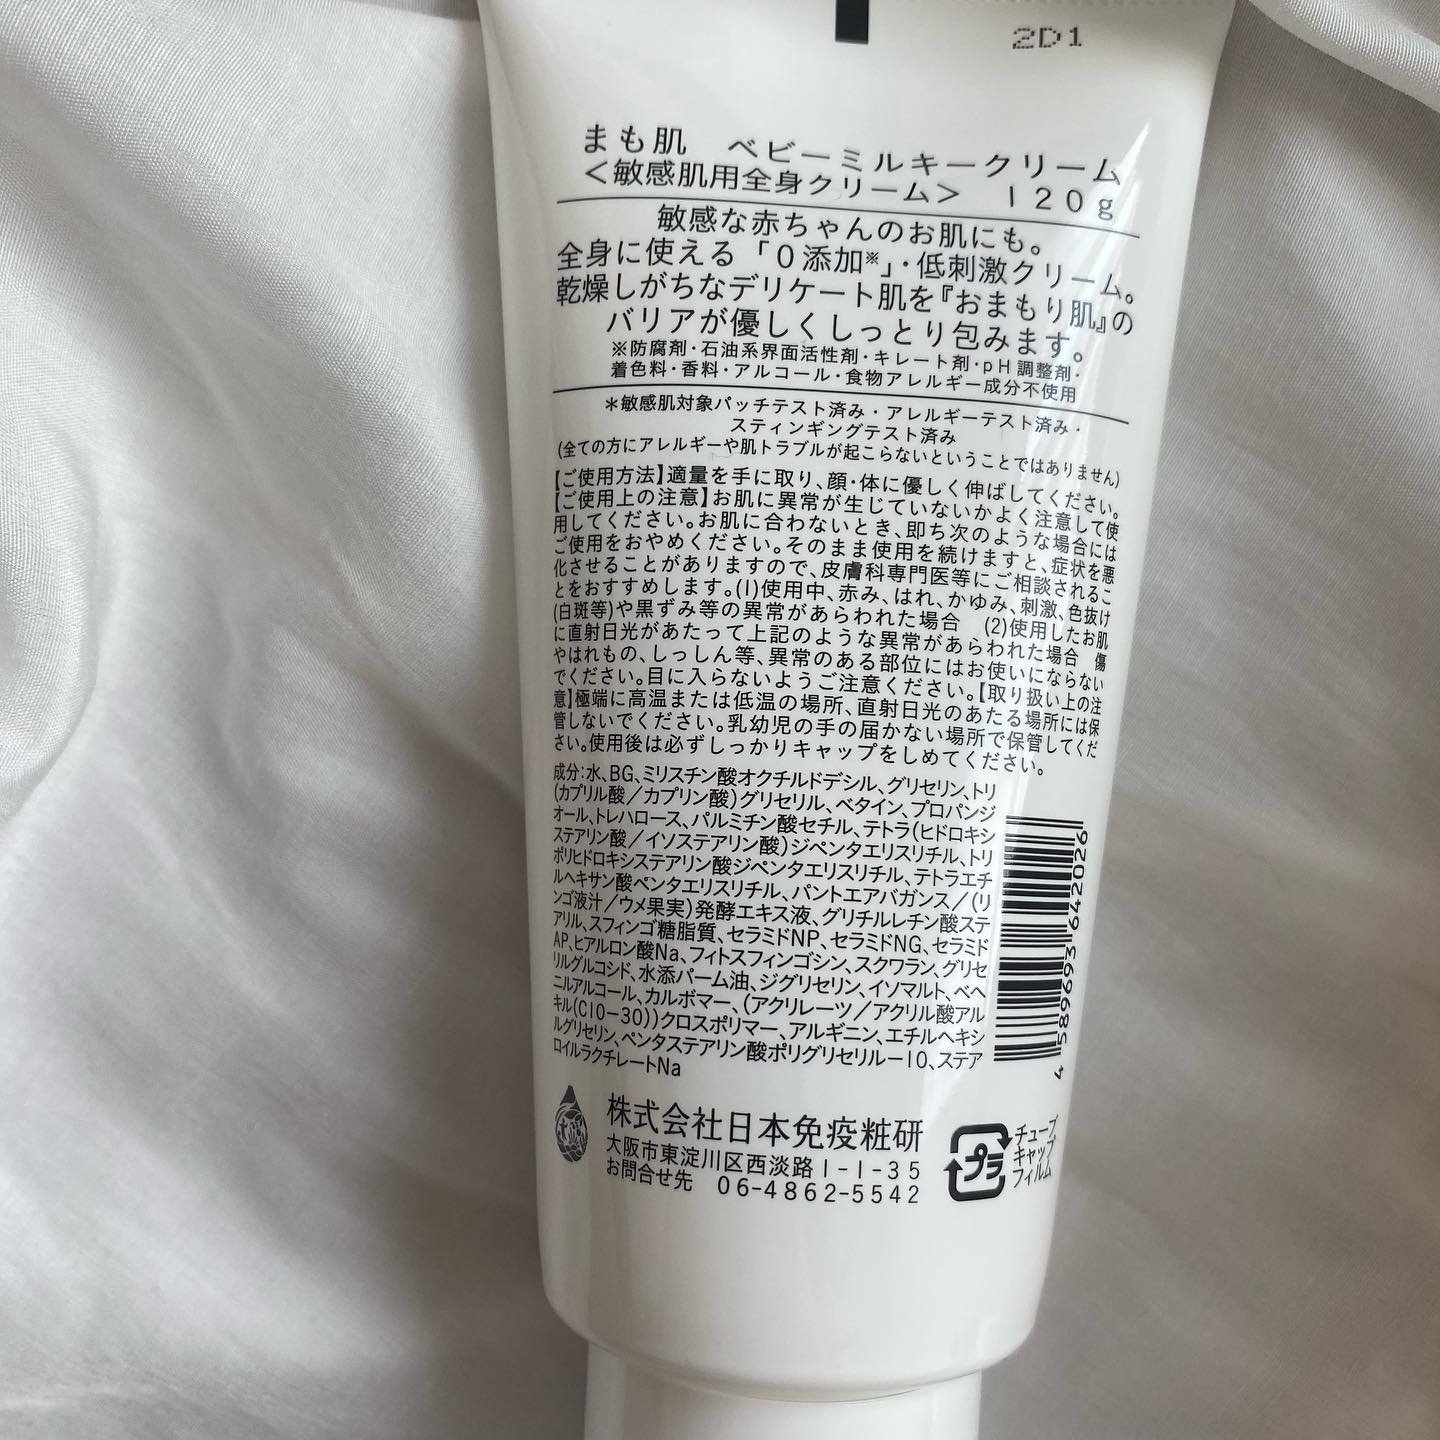 2D1
まも肌　ベビーミルキークリーム
＜敏感肌用全身クリーム＞　120g
敏感な赤ちゃんのお肌にも。
全身に使える「０添加※」・低刺激クリーム。
乾燥しがちなデリケート肌を『おまもり肌』の
バリアが優しくしっとり包みます。
※防腐剤・石油系界面活性剤・キレート剤・pH調整剤・
着色料・香料・アルコール・食物アレルギー成分不使用
＊敏感肌対象パッチテスト済み・アレルギーテスト済み・
スティンギングテスト済み
(全ての方にアレルギーや肌トラブルが起こらないということではありません)
【ご使用方法】適量を手に取り、顔・体に優しく伸ばしてください。
【ご使用上の注意】お肌に異常が生じていないかよく注意して使
用してください。お肌に合わないとき、即ち次のような場合には
ご使用をおやめください。そのまま使用を続けますと、症状を悪
化させることがありますので、皮膚科専門医等にご相談されるこ
とをおすすめします。(1)使用中、赤み、はれ、かゆみ、刺激、色抜け
(白斑等)や黒ずみ等の異常があらわれた場合　(2)使用したお肌
に直射日光があたって上記のような異常があらわれた場合　傷
やはれもの、しっしん等、異常のある部位にはお使いにならない
でください。目に入らないようご注意ください。【取り扱い上の注
意】極端に高温または低温の場所、直射日光のあたる場所には保
管しないでください。乳幼児の手の届かない場所で保管してくだ
さい。使用後は必ずしっかりキャップをしめてください。
成分：水、BG、ミリスチン酸オクチルドデシル、グリセリン、トリ
(カプリル酸／カプリン酸)グリセリル、ベタイン、プロパンジ
オール、トレハロース、パルミチン酸セチル、テトラ(ヒドロキシ
ステアリン酸／イソステアリン酸)ジペンタエリスリチル、トリ
ポリヒドロキシステアリン酸ジペンタエリスリチル、テトラエチ
ルヘキサン酸ペンタエリスリチル、パントエアバガンス／(リ
ンゴ液汁／ウメ果実)発酵エキス液、グリチルレチン酸ステ
アリル、スフィンゴ糖脂質、セラミドNP、セラミドNG、セラミド
AP、ヒアルロン酸Na、フィトスフィンゴシン、スクワラン、グリセ
リルグルコシド、水添パーム油、ジグリセリン、イソマルト、ベヘ
ニルアルコール、カルボマー、(アクリレーツ／アクリル酸アル
キル(C10-30))クロスポリマー、アルギニン、エチルヘキシ
ルグリセリン、ペンタステアリン酸ポリグリセリル-10、ステア
ロイルラクチレートNa
4 589693 642026
株式会社日本免疫粧研
大阪市東淀川区西淡路1-1-35
お問合せ先　06-4862-5542
プラ
チューブ
キャップ
フィルム